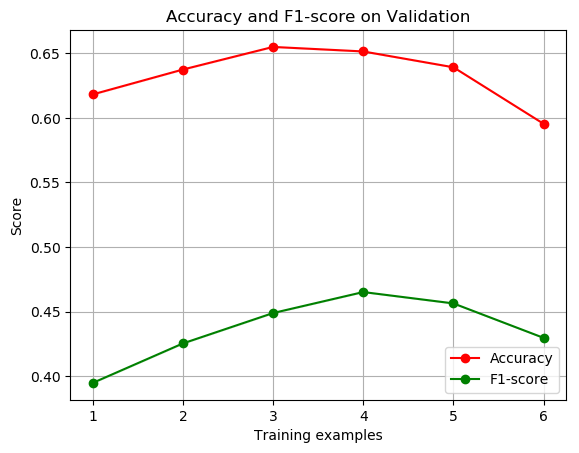 Accuracy and F1-score on Validation
0.65
0.60
0.55
0.50
0.45
0.40
Score
Accuracy
F1-score
1 2 3 4 5 6
Training examples